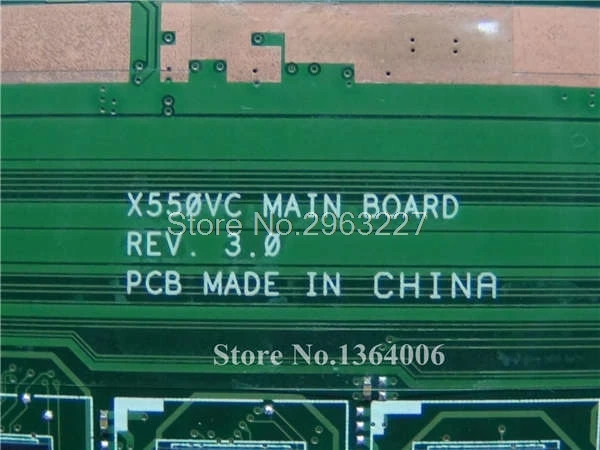 X550VC MAIN BOARD
Store No.2963227
REV. 3.0
PCB MADE IN CHINA
Store No.1364006